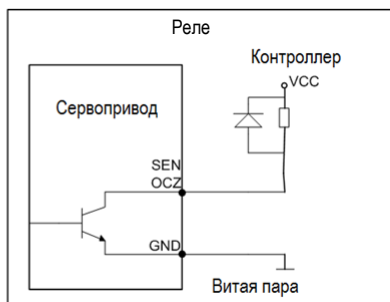 Реле
Контроллер
VCC
Сервопривод
SEN
OCZ
GND
Витая пара